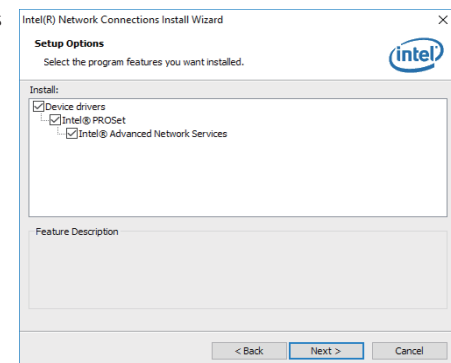 Intel(R) Network Connections Install Wizard
Setup Options
Select the program features you want installed.
intel
Install:
Device drivers
Intel® PROSet
Intel® Advanced Network Services
Feature Description
< Back
Next >
Cancel